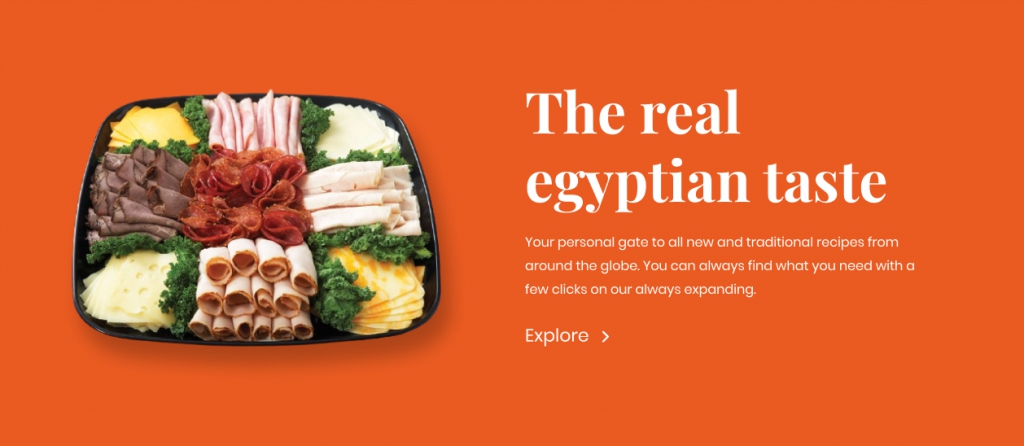 The real
egyptian taste
Your personal gate to all new and traditional recipes from
around the globe. You can always find what you need with a
few clicks on our always expanding.
Explore